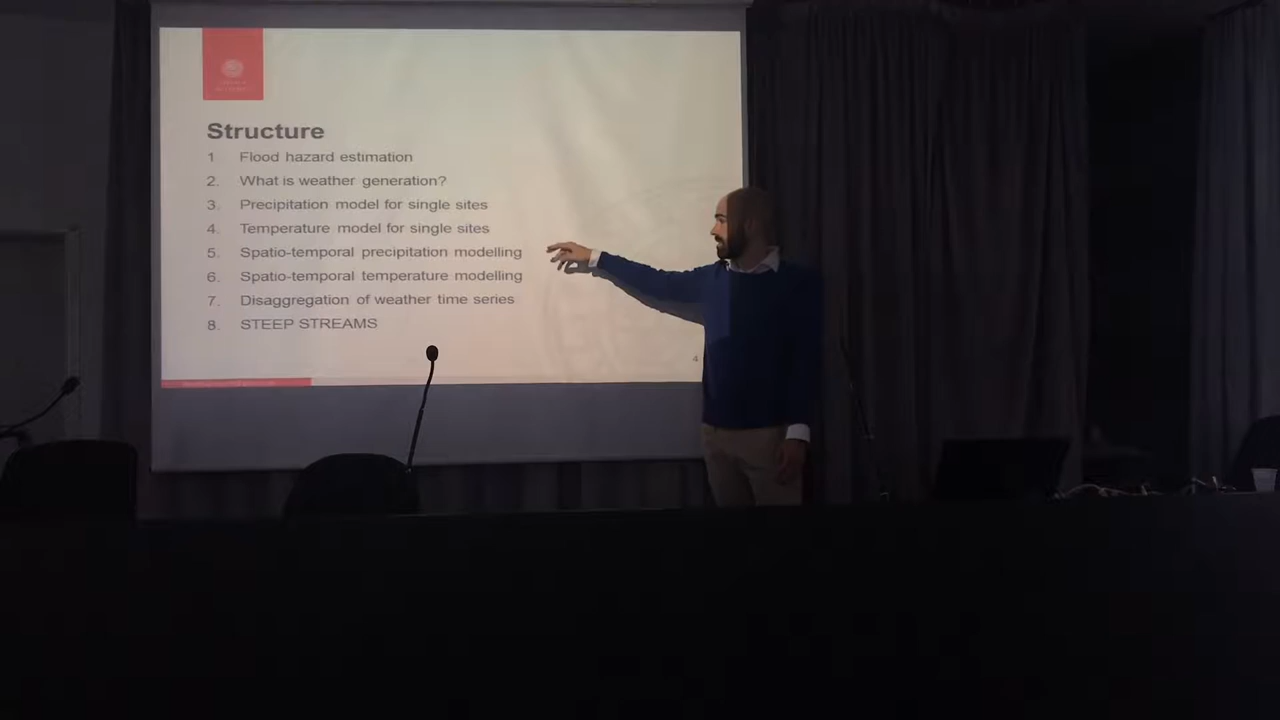 Structure
1 Flood hazard estimation
2. What is weather generation?
3. Precipitation model for single sites
4. Temperature model for single sites
5. Spatio-temporal precipitation modelling
6. Spatio-temporal temperature modelling
7. Disaggregation of weather time series
8. STEEP STREAMS
4